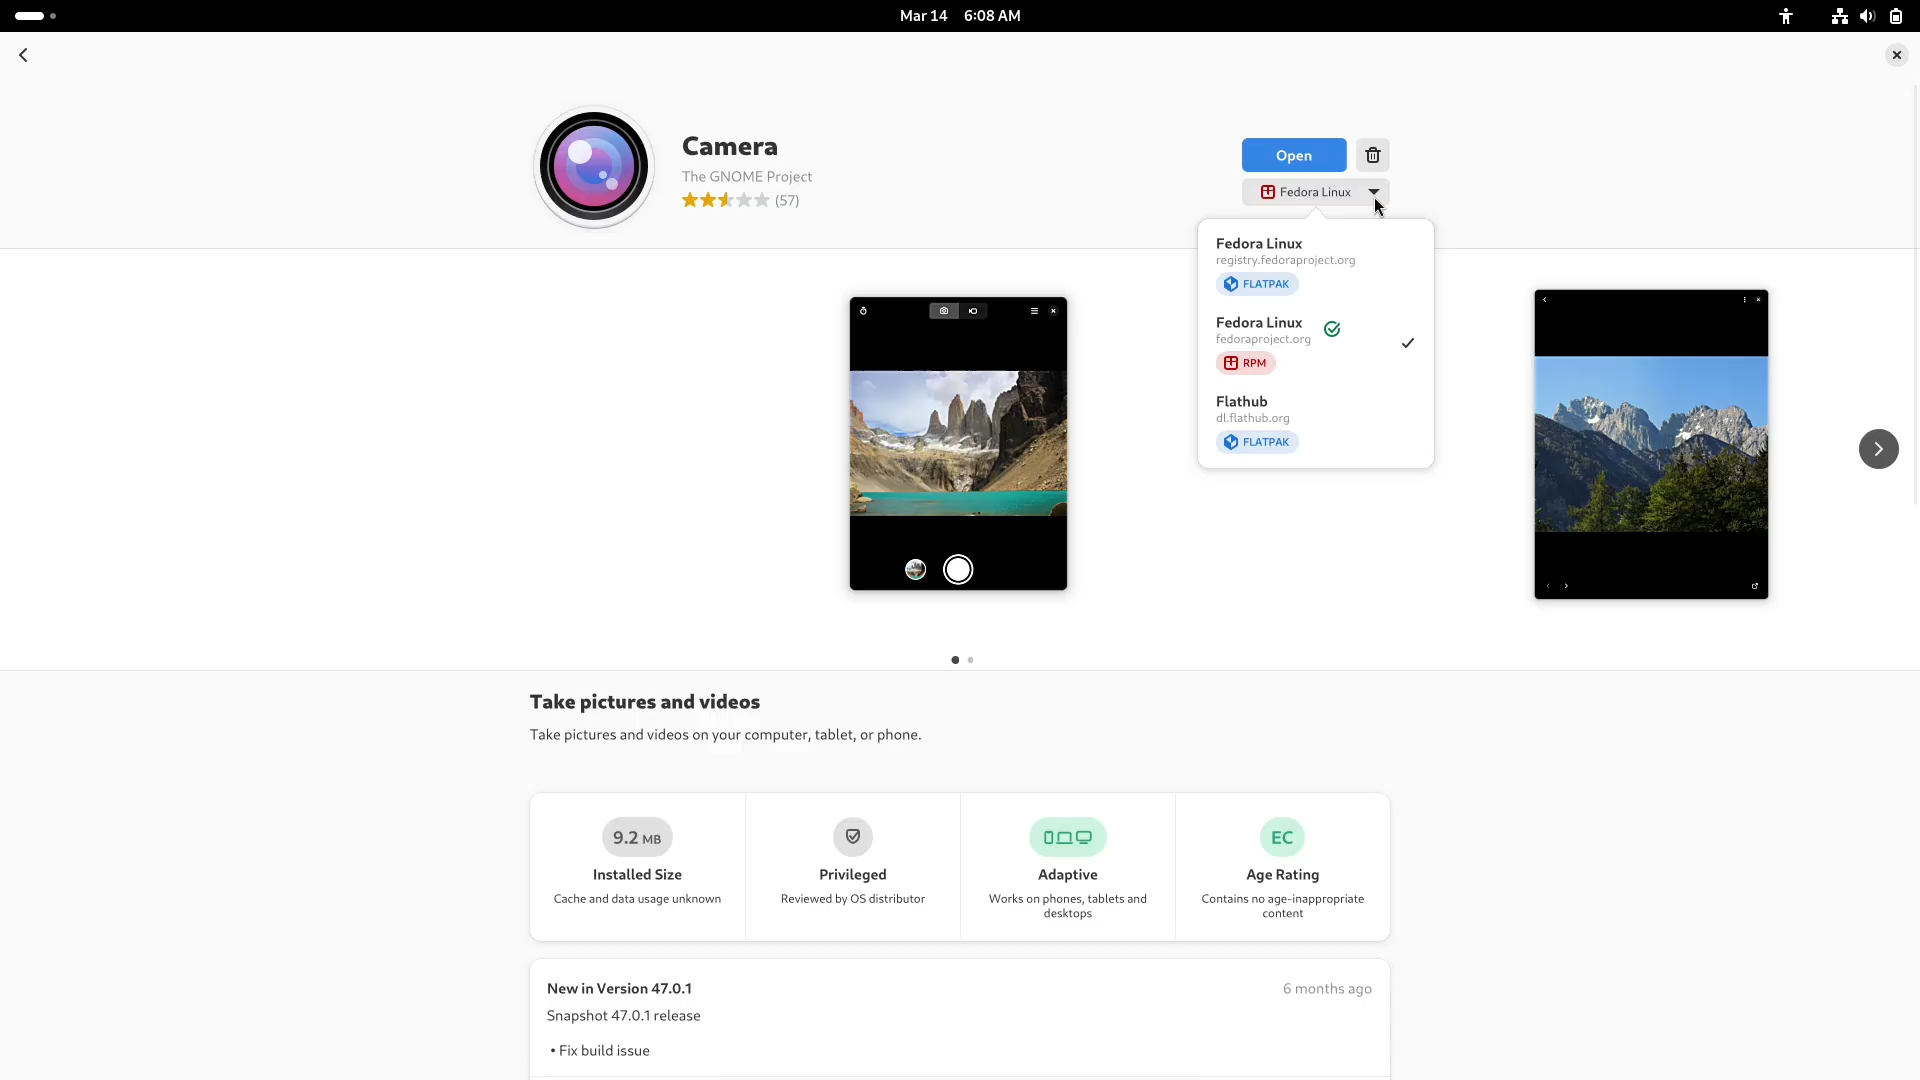 Mar 14 6:08 AM
Camera
The GNOME Project
(57)
Open
Fedora Linux
Fedora Linux
registry.fedoraproject.org
FLATPAK
Fedora Linux
fedoraproject.org
RPM
Flathub
dl.flathub.org
FLATPAK
Take pictures and videos
Take pictures and videos on your computer, tablet, or phone.
9.2 MB
Installed Size
Cache and data usage unknown
Privileged
Reviewed by OS distributor
Adaptive
Works on phones, tablets and
desktops
EC
Age Rating
Contains no age-inappropriate
content
New in Version 47.0.1
6 months ago
Snapshot 47.0.1 release
• Fix build issue